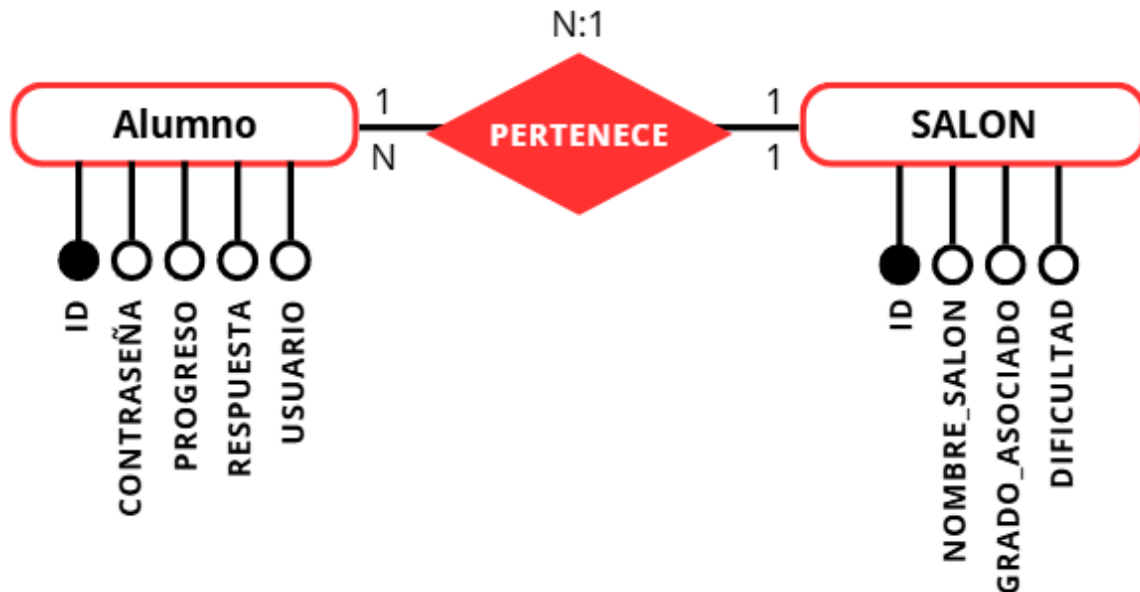 N:1
Alumno
1
N
PERTENECE
1
1
SALON
ID
CONTRASEÑA
PROGRESO
RESPUESTA
USUARIO
ID
NOMBRE_SALON
GRADO_ASOCIADO
DIFICULTAD